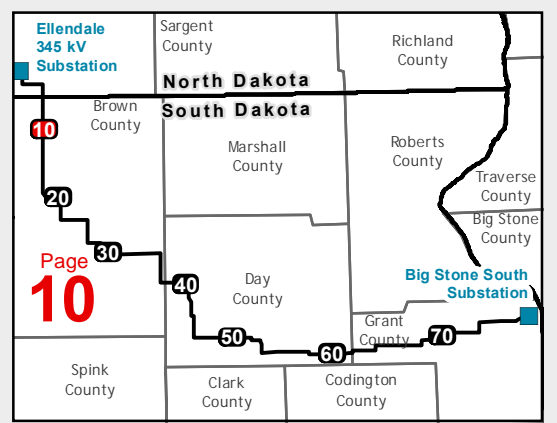 Ellendale
345 kV
Substation
Sargent
County
Richland
County
North Dakota
South Dakota
Brown
County
10
Marshall
County
Roberts
County
Traverse
County
20
Big Stone
County
30
Page
10
40
Day
County
Big Stone South
Substation
50
Grant
County
60
70
Spink
County
Clark
County
Codington
County